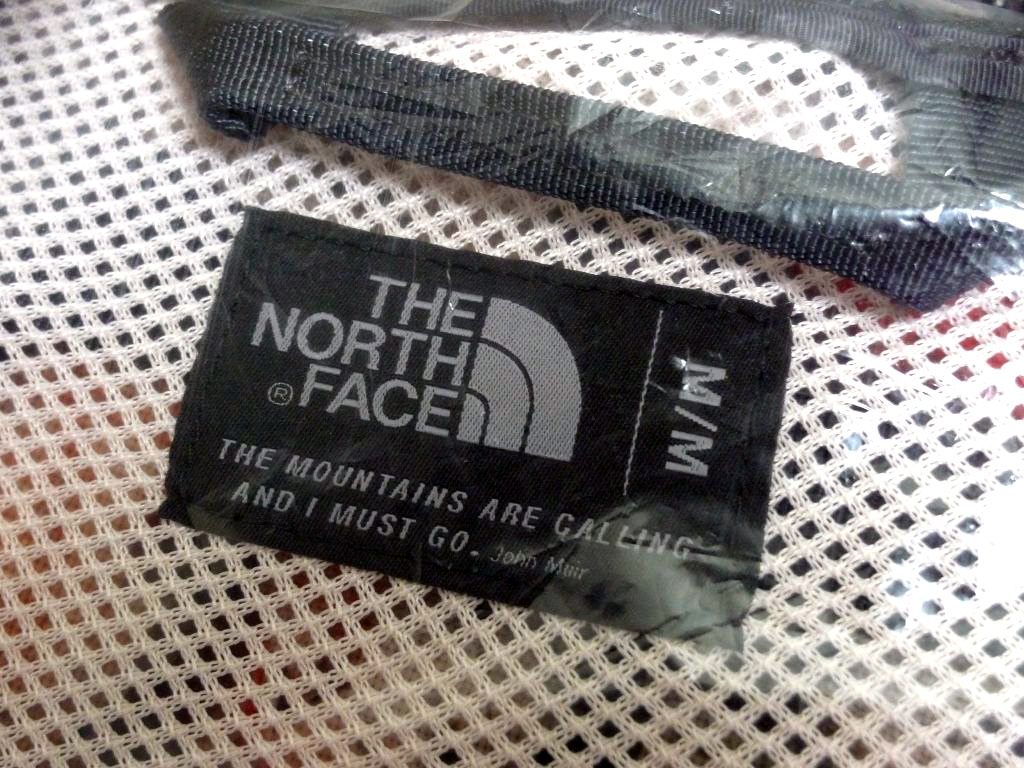 THE
NORTH
® FACE
M/M
THE MOUNTAINS ARE CALLING
AND I MUST GO. John Muir